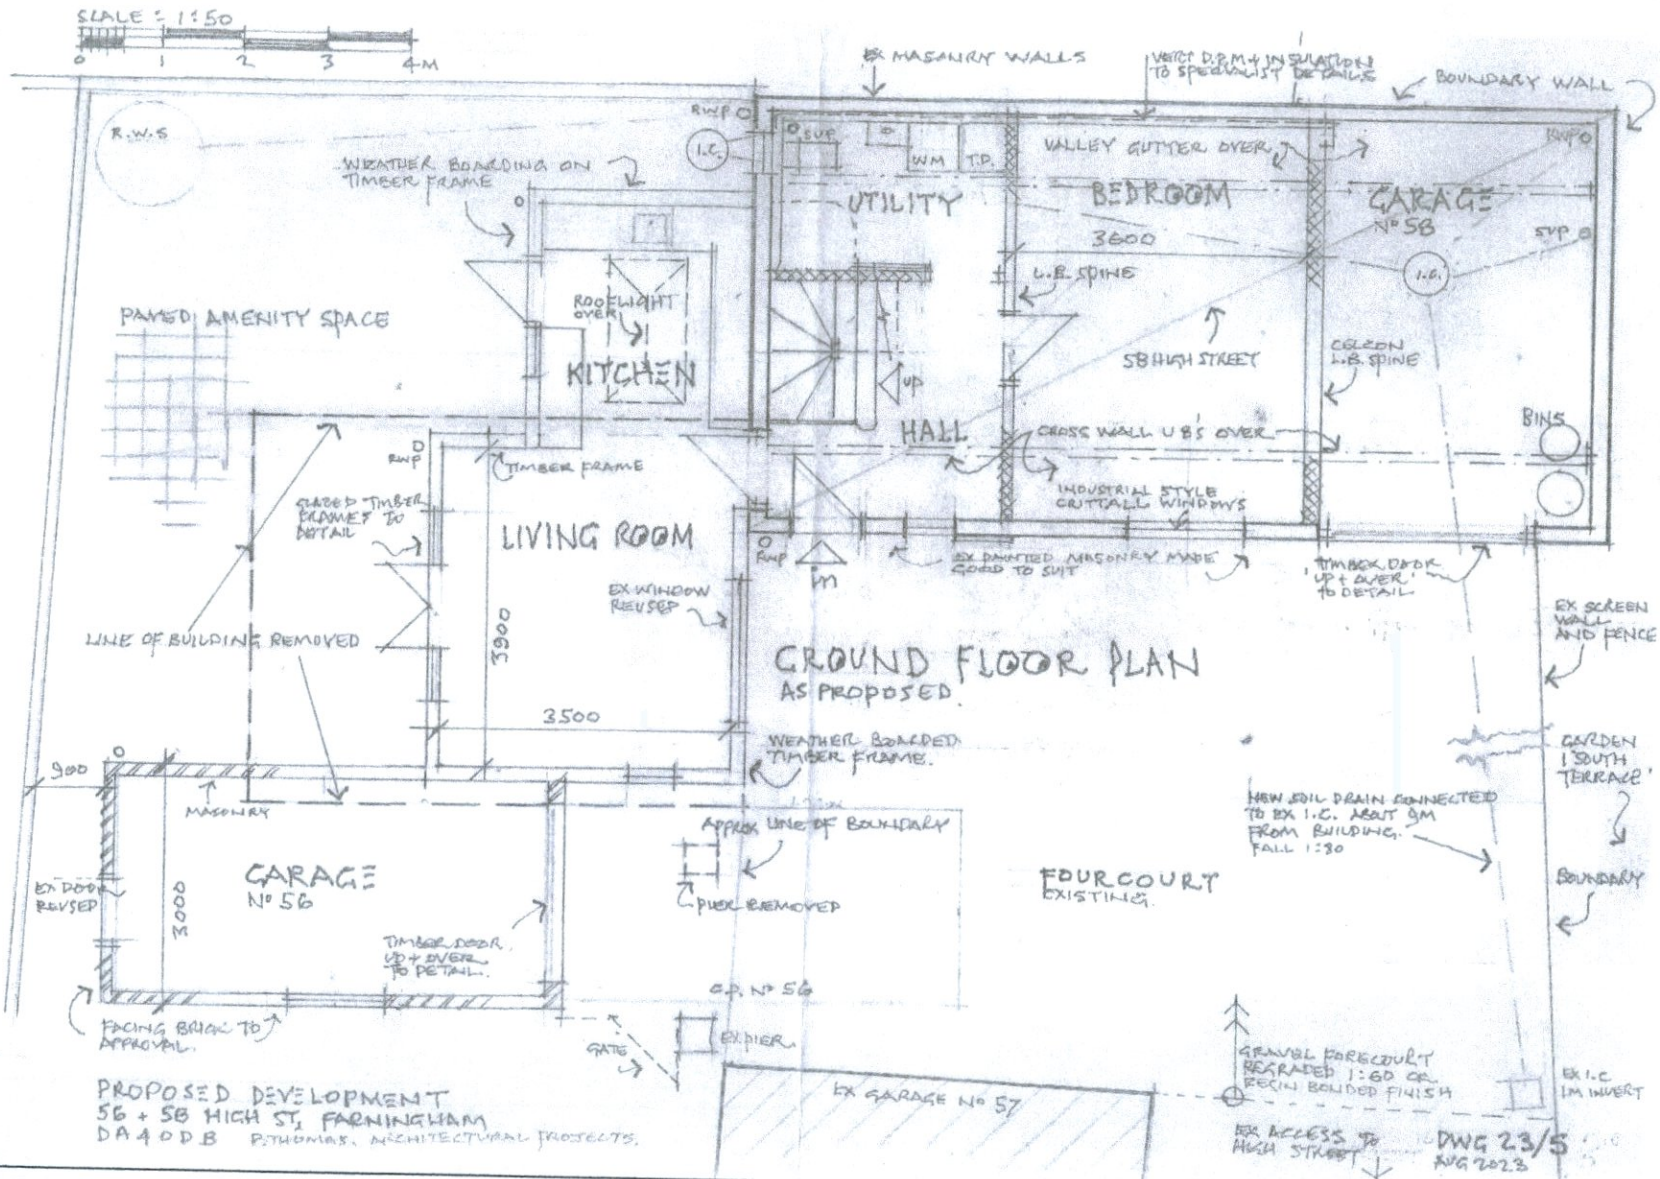 SCALE = 1:50
0 1 2 3 4M
EX MASONRY WALLS
VERT D.P.M + INSULATION
TO SPECIALIST DETAILS
BOUNDARY WALL
R.W.S
WEATHER BOARDING ON
TIMBER FRAME
RWP
I.C.
SVP
WM
T.D.
VALLEY GUTTER OVER
RWP
UTILITY
BEDROOM
GARAGE
Nº 58
SVP
3600
L.B. SPINE
I.C.
PAVED AMENITY SPACE
ROOFLIGHT
OVER
KITCHEN
58 HIGH STREET
CELCON
L.B. SPINE
UP
HALL
CROSS WALL UB'S OVER
BINS
RWP
TIMBER FRAME
GLAZED TIMBER
FRAMES TO
DETAIL
LIVING ROOM
INDUSTRIAL STYLE
CRITTALL WINDOWS
RWP
IN
EX PAINTED MASONRY MADE
GOOD TO SUIT
TIMBER DOOR
'UP + OVER'
TO DETAIL
EX WINDOW
REUSED
EX SCREEN
WALL
AND FENCE
LINE OF BUILDING REMOVED
3900
GROUND FLOOR PLAN
AS PROPOSED.
3500
WEATHER BOARDED
TIMBER FRAME.
GARDEN
1 SOUTH
TERRACE
900
MASONRY
NEW SOIL DRAIN CONNECTED
TO EX I.C. ABOUT 9M
FROM BUILDING.
FALL 1:80
APPROX LINE OF BOUNDARY
GARAGE
Nº 56
EX DOOR
REUSED
3000
PIER REMOVED
FOURCOURT
EXISTING.
BOUNDARY
TIMBER DOOR
UP + OVER
TO DETAIL.
C.P. Nº 56
FACING BRICK TO
APPROVAL.
GATE
EX PIER.
GRAVEL FORECOURT
REGRADED 1:60 OR
RESIN BONDED FINISH
EX I.C
1M INVERT
EX GARAGE Nº 57
PROPOSED DEVELOPMENT
56 + 58 HIGH ST, FARNINGHAM
DA4 0DB P. THOMAS. ARCHITECTURAL PROJECTS.
EX ACCESS TO
HIGH STREET
DWG 23/5
AUG 2023